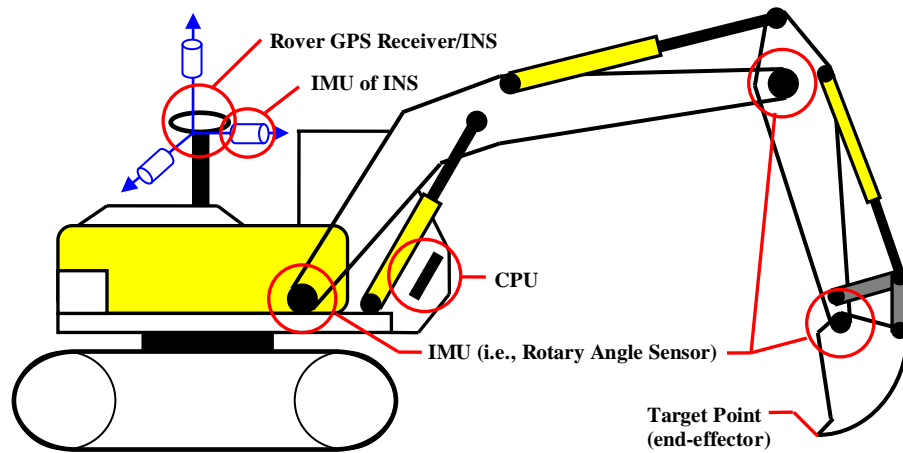 Rover GPS Receiver/INS
IMU of INS
CPU
IMU (i.e., Rotary Angle Sensor)
Target Point
(end-effector)